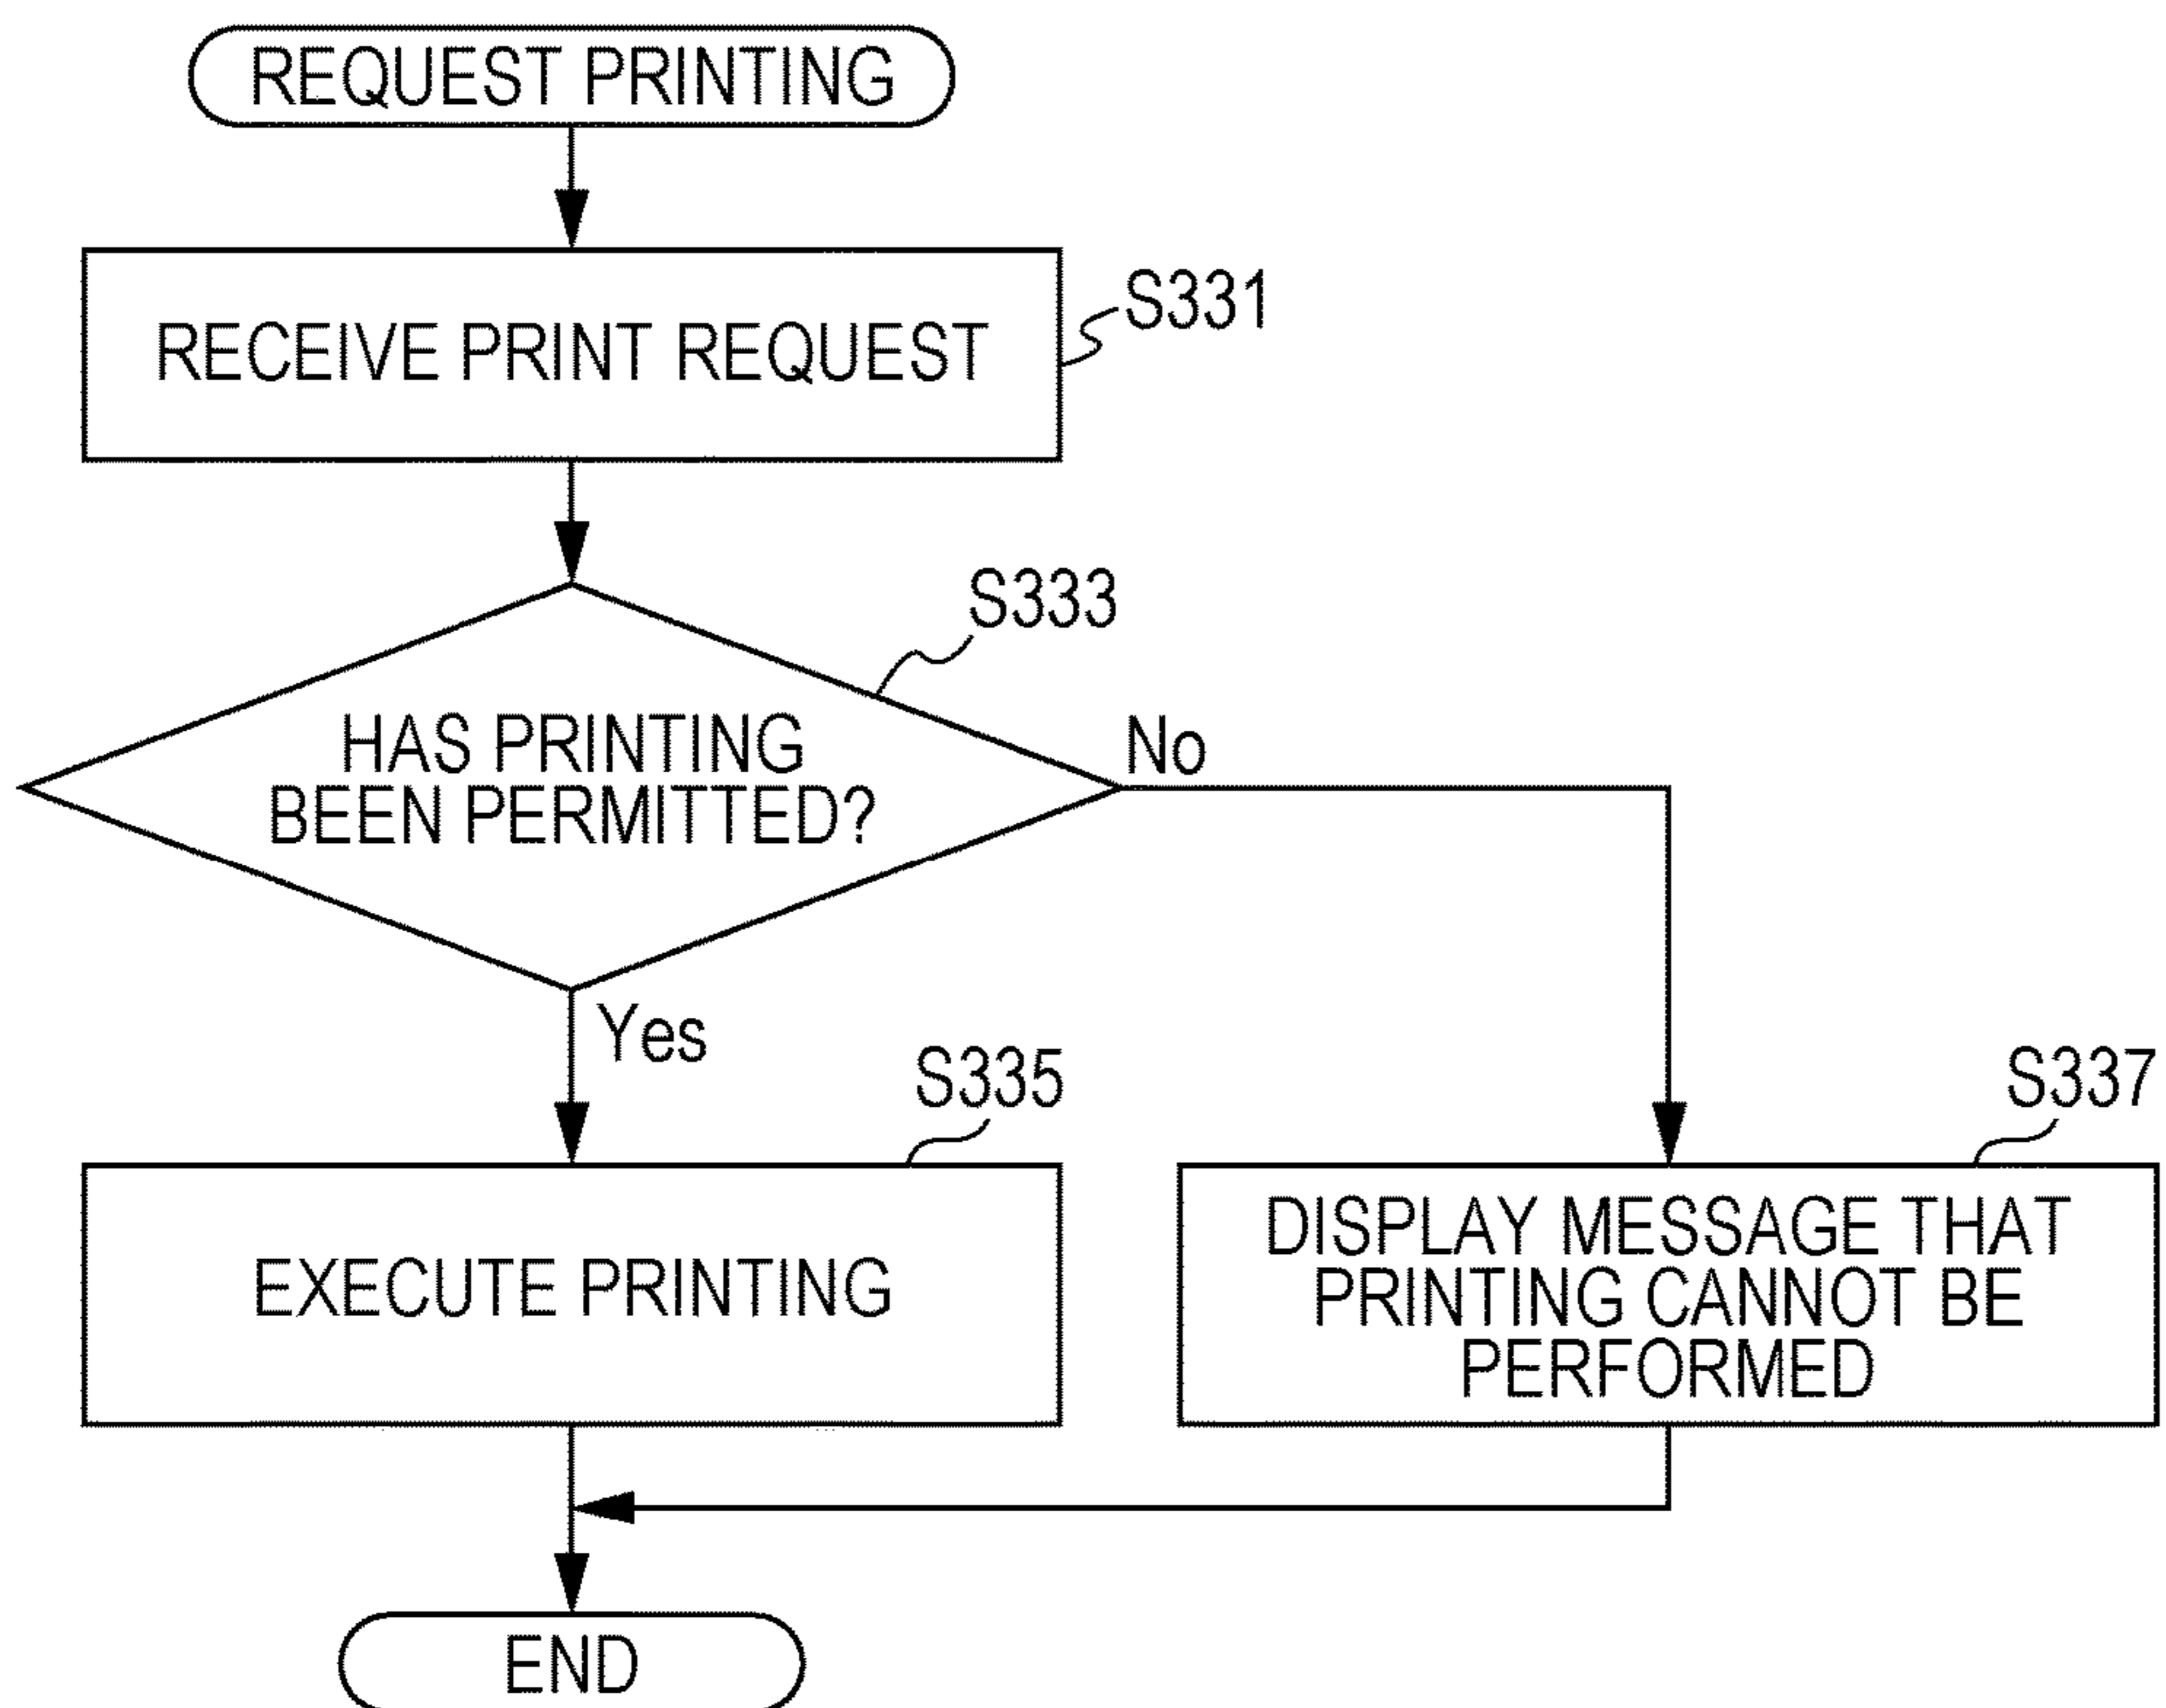 REQUEST PRINTING
RECEIVE PRINT REQUEST
S331
S333
HAS PRINTING
BEEN PERMITTED?
No
Yes
S335
EXECUTE PRINTING
S337
DISPLAY MESSAGE THAT
PRINTING CANNOT BE
PERFORMED
END